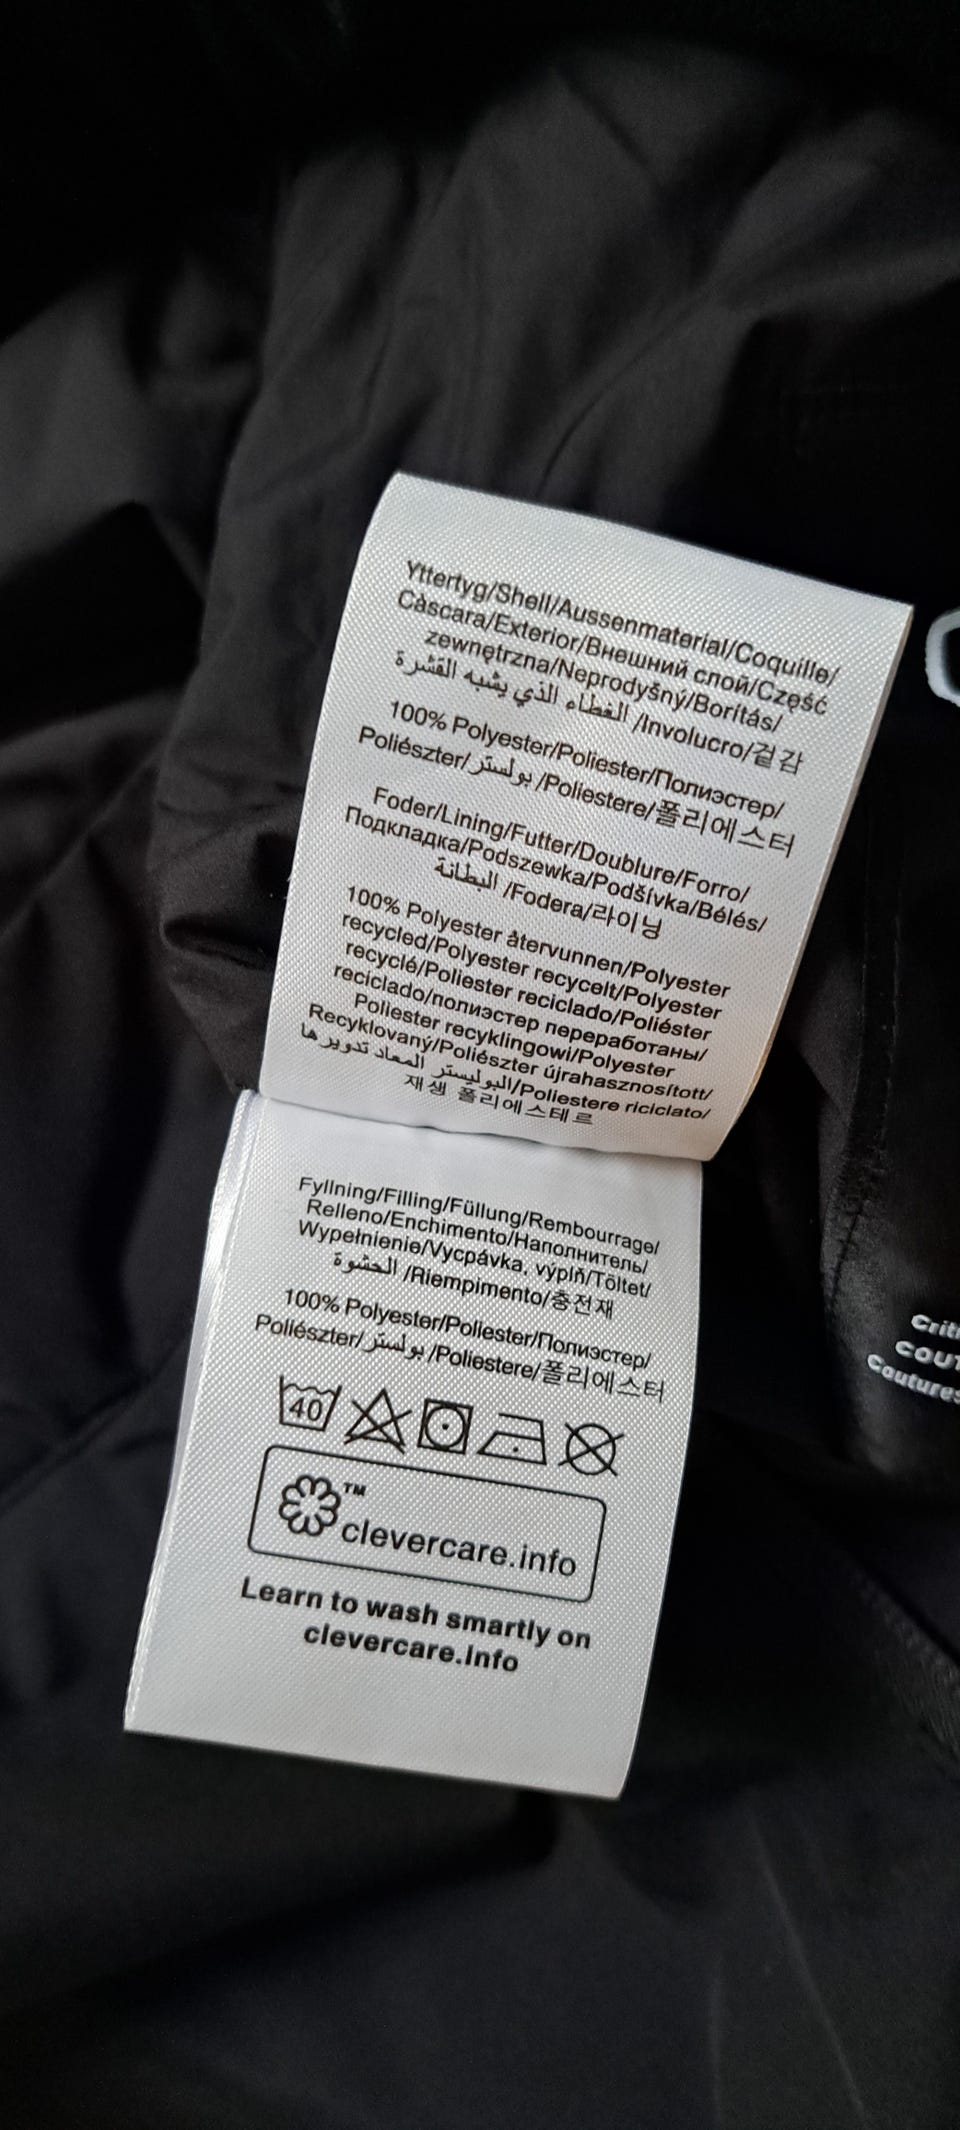 Yttertyg/Shell/Aussenmaterial/Coquille/
Càscara/Exterior/Внешний слой/Część
zewnętrzna/Neprodyšný/Borítás/
الغطاء الذي يشبه القشرة /Involucro/겉감
100% Polyester/Poliester/Полиэстер/
Poliészter/بولستر /Poliestere/폴리에스터
Foder/Lining/Futter/Doublure/Forro/
Подкладка/Podszewka/Podšívka/Bélés/
البطانة /Fodera/라이닝
100% Polyester återvunnen/Polyester
recycled/Polyester recycelt/Polyester
recyclé/Poliester reciclado/Poliéster
reciclado/полиэстер переработаны/
Poliester recyklingowi/Polyester
Recyklovaný/Poliészter újrahasznosított/
البوليستر المعاد تدويرها/Poliestere riciclato/
재생 폴리에스테르
Fyllning/Filling/Füllung/Rembourrage/
Relleno/Enchimento/Наполнитель/
Wypełnienie/Vycpávka, výplň/Töltet/
الحشوة /Riempimento/충전재
100% Polyester/Poliester/Полиэстер/
Poliészter/بولستر /Poliestere/폴리에스터
40
™
clevercare.info
Learn to wash smartly on
clevercare.info